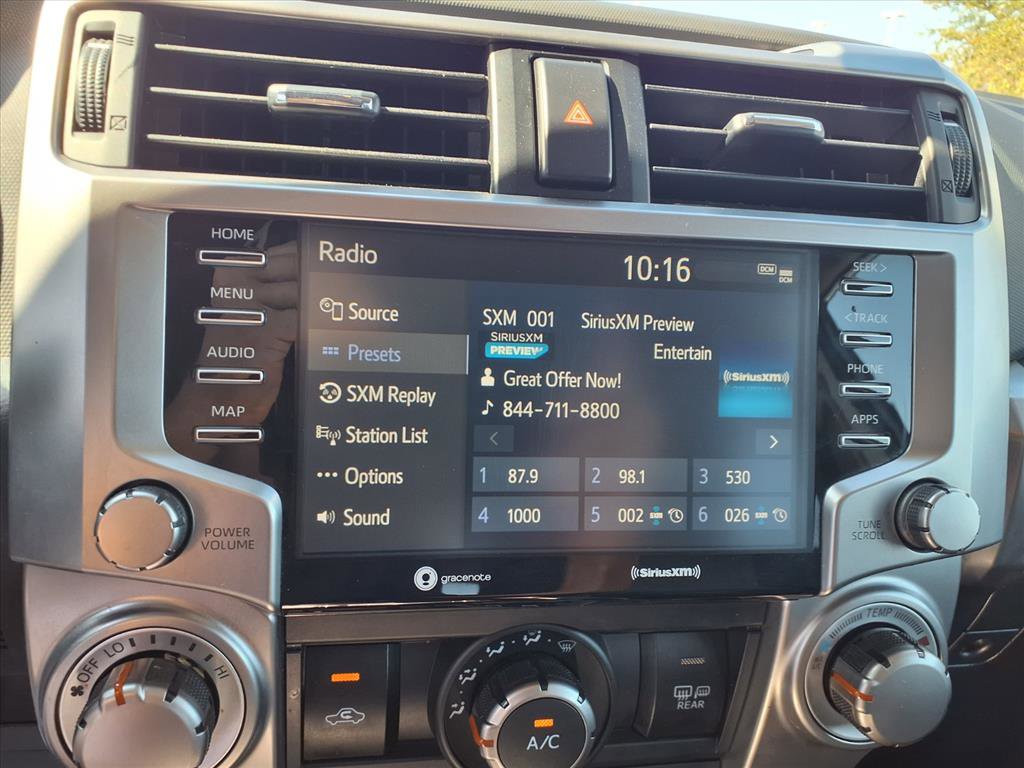 HOME
MENU
AUDIO
MAP
POWER
VOLUME
Radio
10:16
DCM
DCM
Source
Presets
SXM Replay
Station List
Options
Sound
SXM 001
SiriusXM Preview
SIRIUSXM
PREVIEW
Entertain
Great Offer Now!
844-711-8800
((SiriusXM))
<
>
1 87.9
2 98.1
3 530
4 1000
5 002 SXM
6 026 SXM
gracenote
((SiriusXM))
SEEK >
< TRACK
PHONE
APPS
TUNE
SCROLL
OFF LO HI
A/C
REAR
TEMP